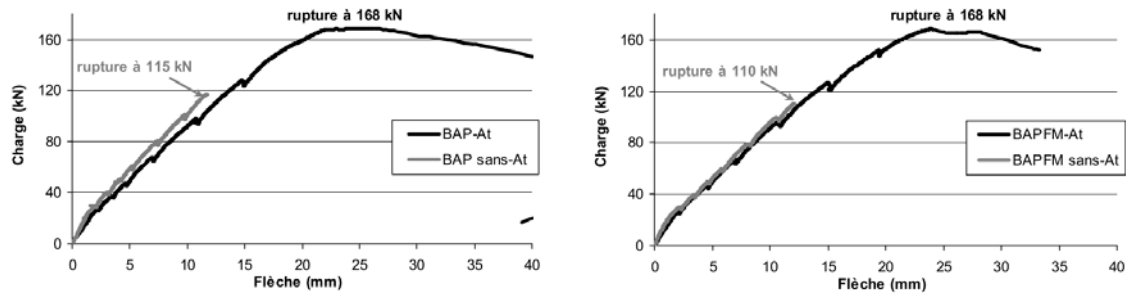 rupture à 168 kN
160
120
80
40
0
Charge (kN)
rupture à 115 kN
BAP-At
BAP sans-At
0 5 10 15 20 25 30 35 40
Flèche (mm)
rupture à 168 kN
160
120
80
40
0
Charge (kN)
rupture à 110 kN
BAPFM-At
BAPFM sans-At
0 5 10 15 20 25 30 35 40
Flèche (mm)